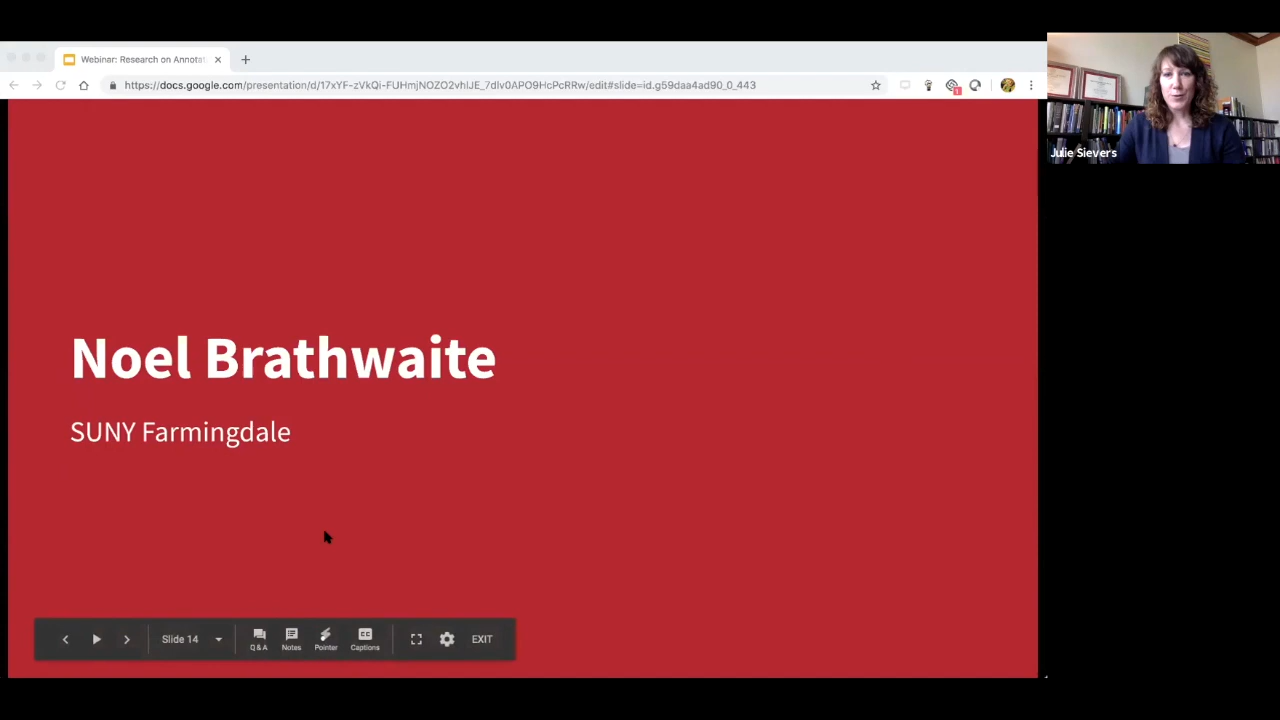 Webinar: Research on Annotat
https://docs.google.com/presentation/d/17xYF-zVkQi-FUHmjNOZO2vhIJE_7dlv0APO9HcPcRRw/edit#slide=id.g59daa4ad90_0_443
1
Julie Sievers
Noel Brathwaite
SUNY Farmingdale
Slide 14
Q & A
Notes
Pointer
Captions
EXIT